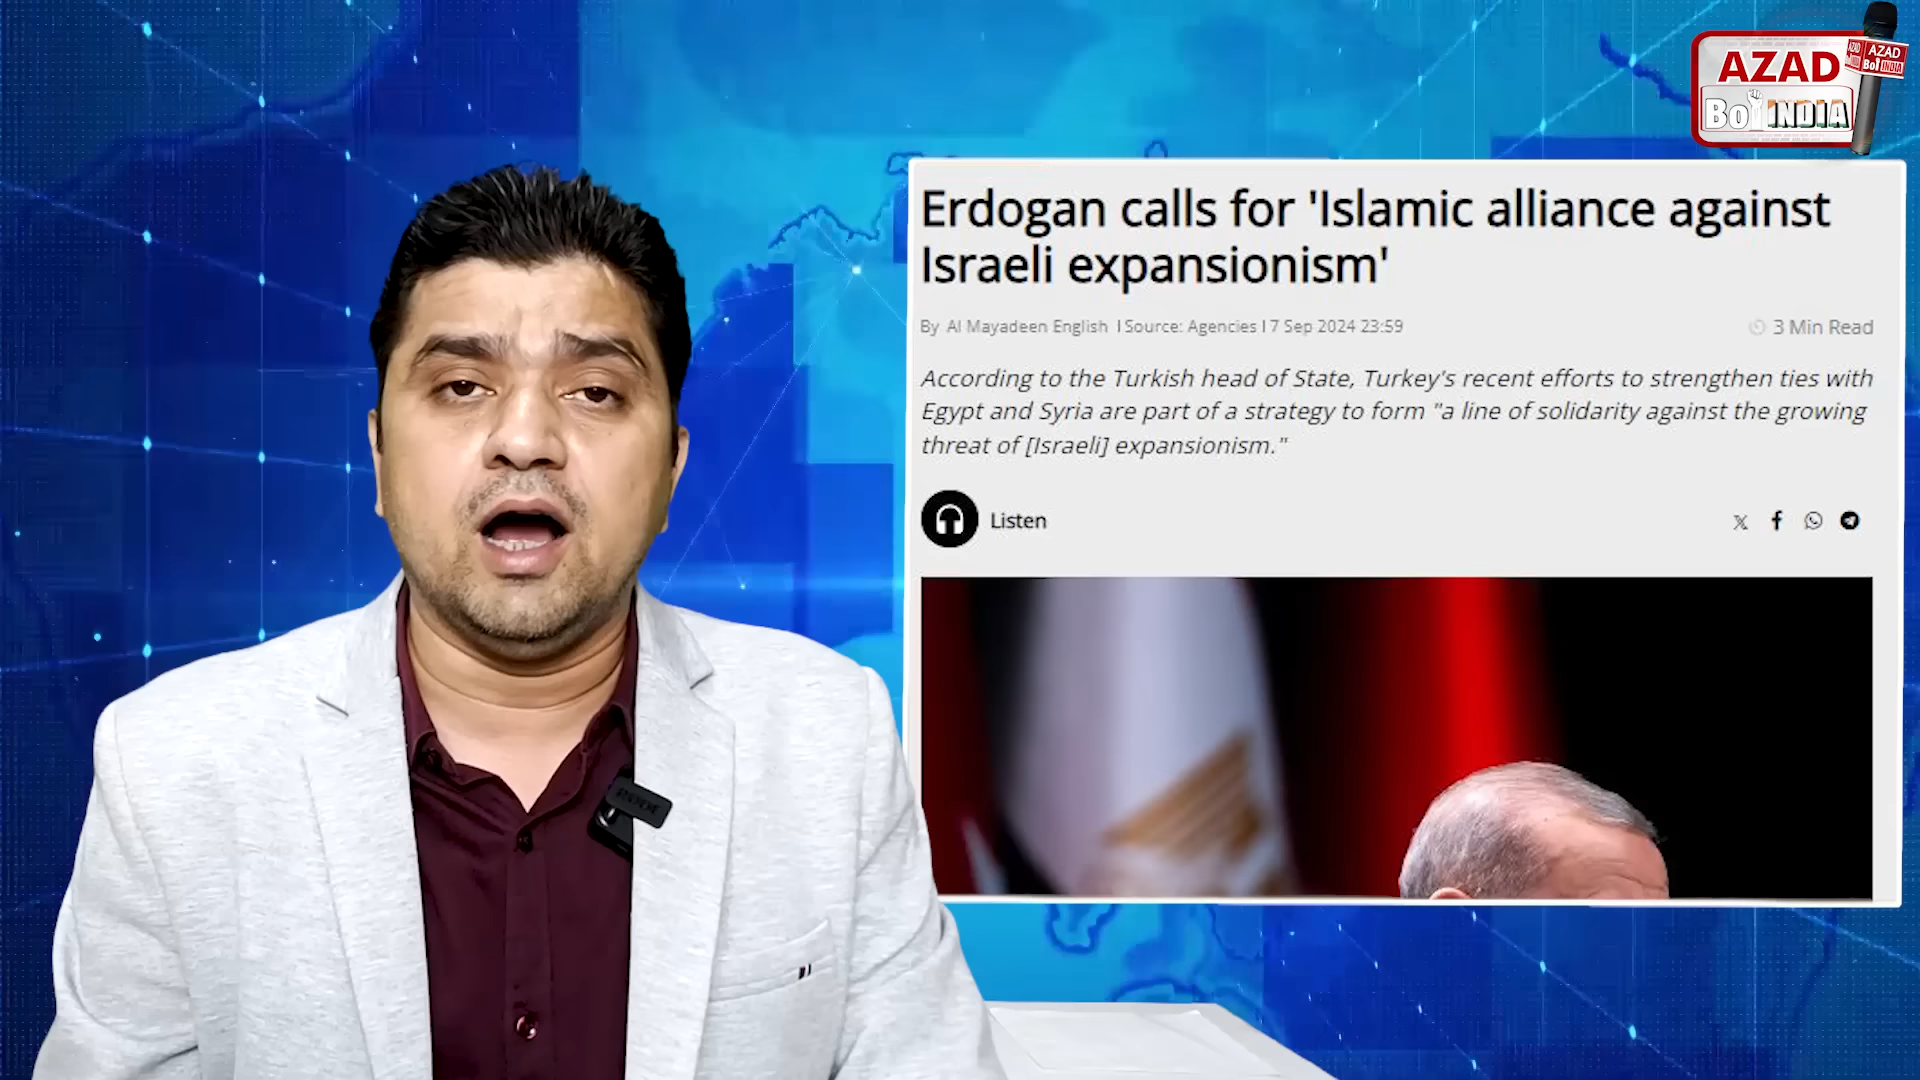 AZAD
Bol INDIA
AZAD
Bol INDIA
Erdogan calls for 'Islamic alliance against
Israeli expansionism'
By Al Mayadeen English | Source: Agencies | 7 Sep 2024 23:59
3 Min Read
According to the Turkish head of State, Turkey's recent efforts to strengthen ties with
Egypt and Syria are part of a strategy to form "a line of solidarity against the growing
threat of [Israeli] expansionism."
Listen